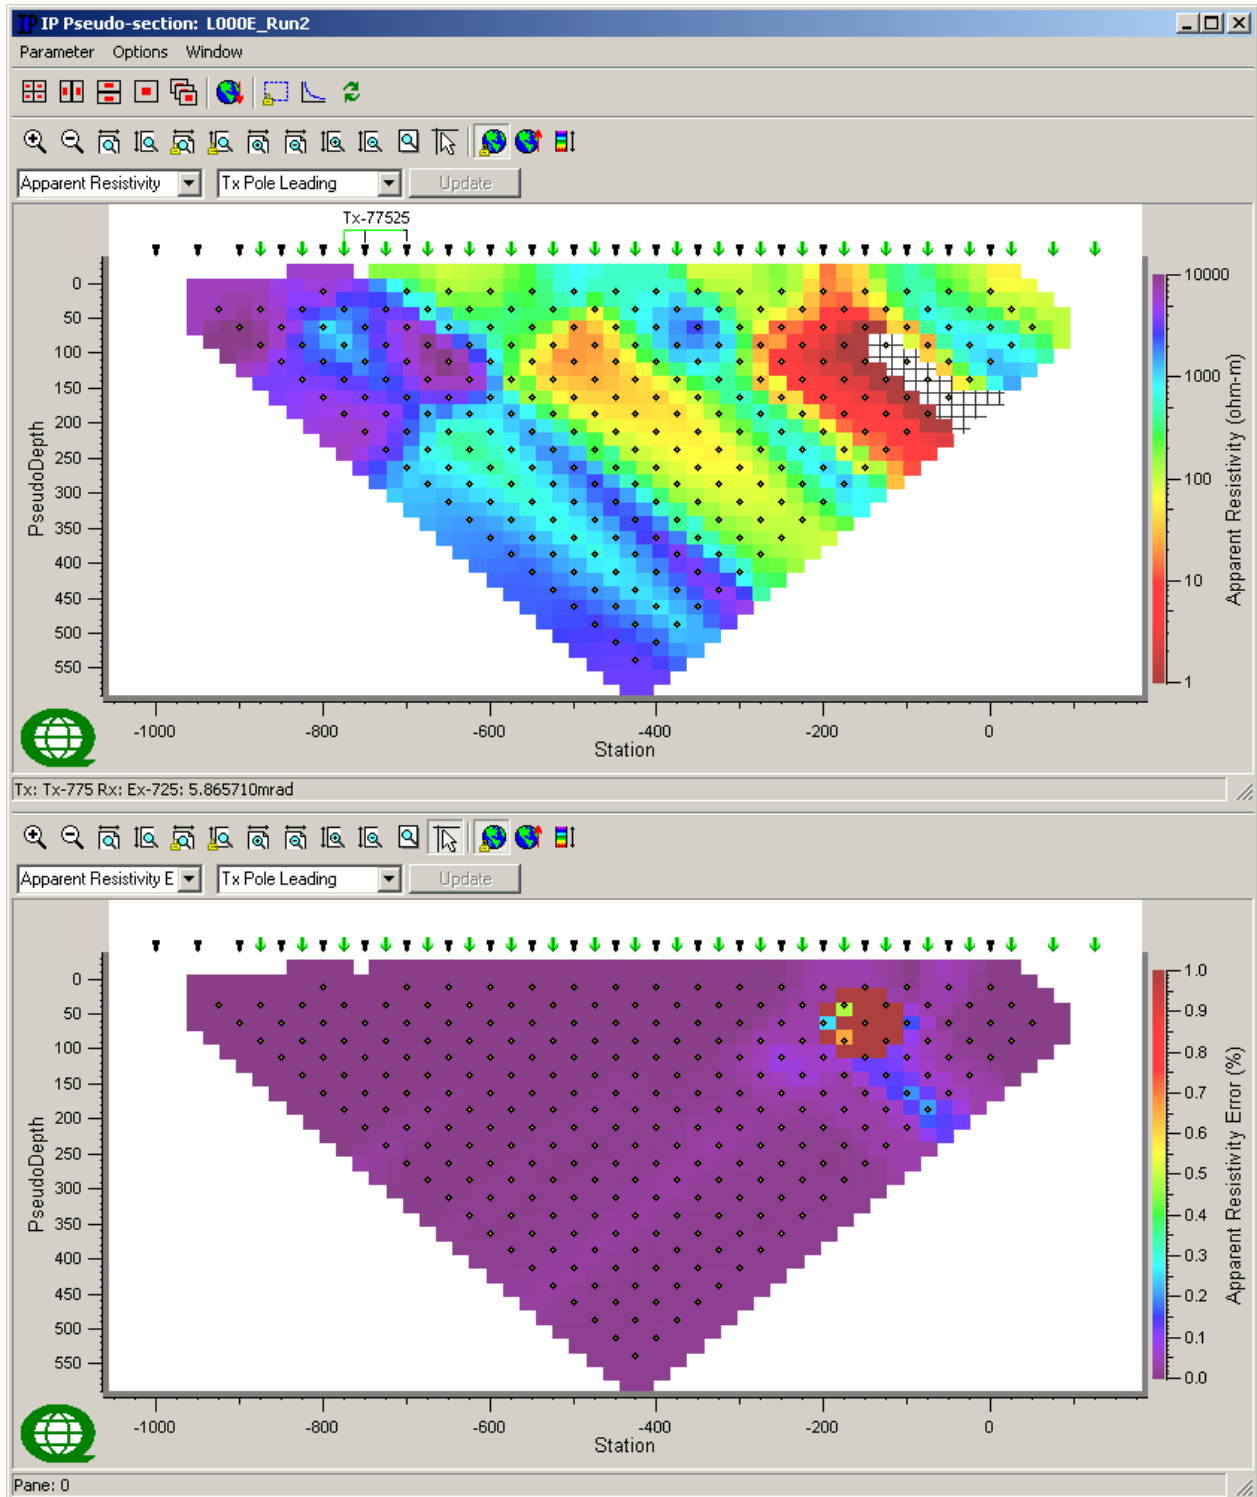 IP IP Pseudo-section: L000E_Run2
Parameter Options Window
Apparent Resistivity Tx Pole Leading Update
Tx-77525
0
50
100
150
200
250
300
350
400
450
500
550
PseudoDepth
-1000 -800 -600 -400 -200 0
Station
10000
1000
100
10
1
Apparent Resistivity (ohm-m)
Tx: Tx-775 Rx: Ex-725: 5.865710mrad
Apparent Resistivity E Tx Pole Leading Update
0
50
100
150
200
250
300
350
400
450
500
550
PseudoDepth
-1000 -800 -600 -400 -200 0
Station
1.0
0.9
0.8
0.7
0.6
0.5
0.4
0.3
0.2
0.1
0.0
Apparent Resistivity Error (%)
Pane: 0